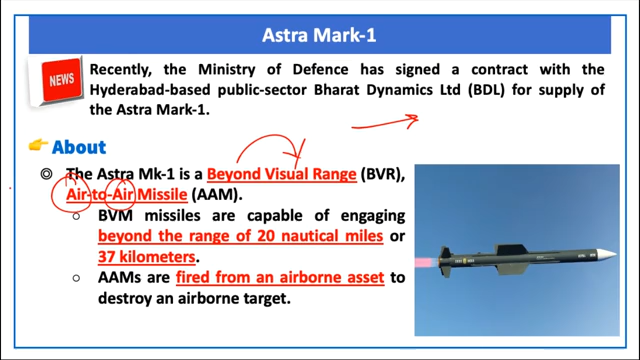 Astra Mark-1
NEWS
Recently, the Ministry of Defence has signed a contract with the
Hyderabad-based public-sector Bharat Dynamics Ltd (BDL) for supply of
the Astra Mark-1.
About
The Astra Mk-1 is a Beyond Visual Range (BVR),
Air-to-Air Missile (AAM).
BVM missiles are capable of engaging
beyond the range of 20 nautical miles or
37 kilometers.
AAMs are fired from an airborne asset to
destroy an airborne target.